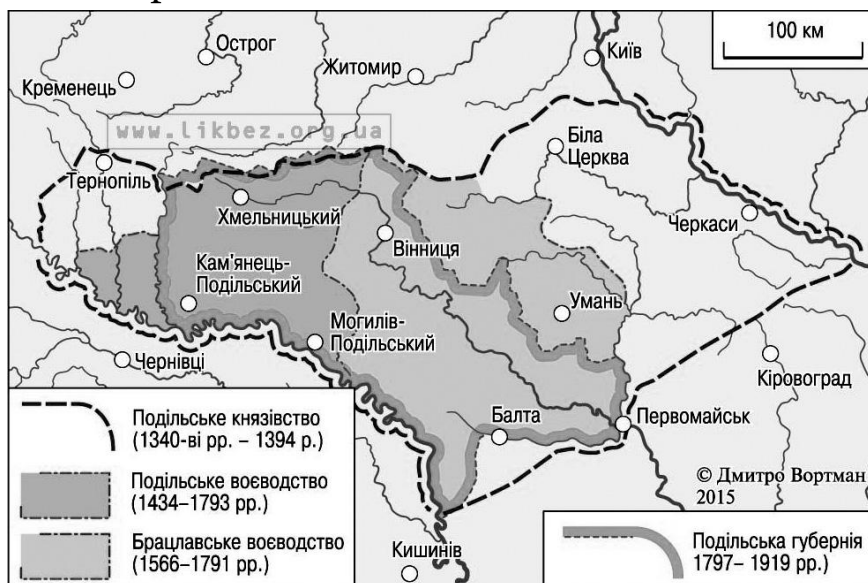 Острог
Київ
100 км
Житомир
Кременець
www.likbez.org.ua
Біла
Церква
Тернопіль
Хмельницький
Черкаси
Вінниця
Кам'янець-
Подільський
Умань
Могилів-
Подільський
Чернівці
Кіровоград
Балта
Первомайськ
Кишинів
Подільське князівство
(1340-ві рр. – 1394 р.)
Подільське воєводство
(1434–1793 рр.)
Брацлавське воєводство
(1566–1791 рр.)
© Дмитро Вортман
2015
Подільська губернія
1797– 1919 рр.)